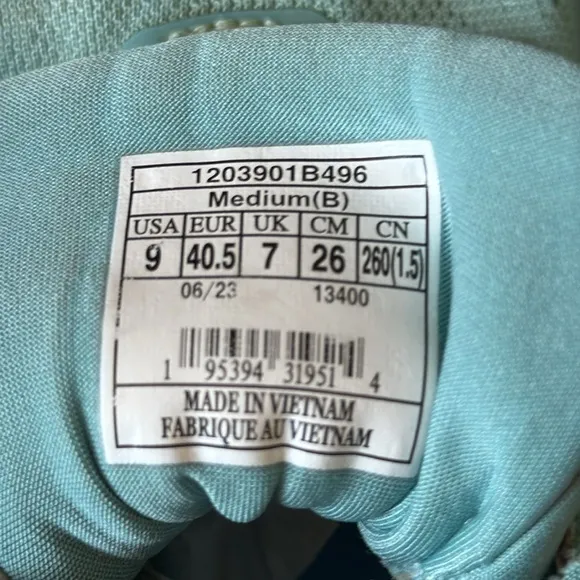 1203901B496
Medium(B)
USA EUR UK CM CN
9 40.5 7 26 260(1.5)
06/23 13400
1 95394 31951 4
MADE IN VIETNAM
FABRIQUE AU VIETNAM